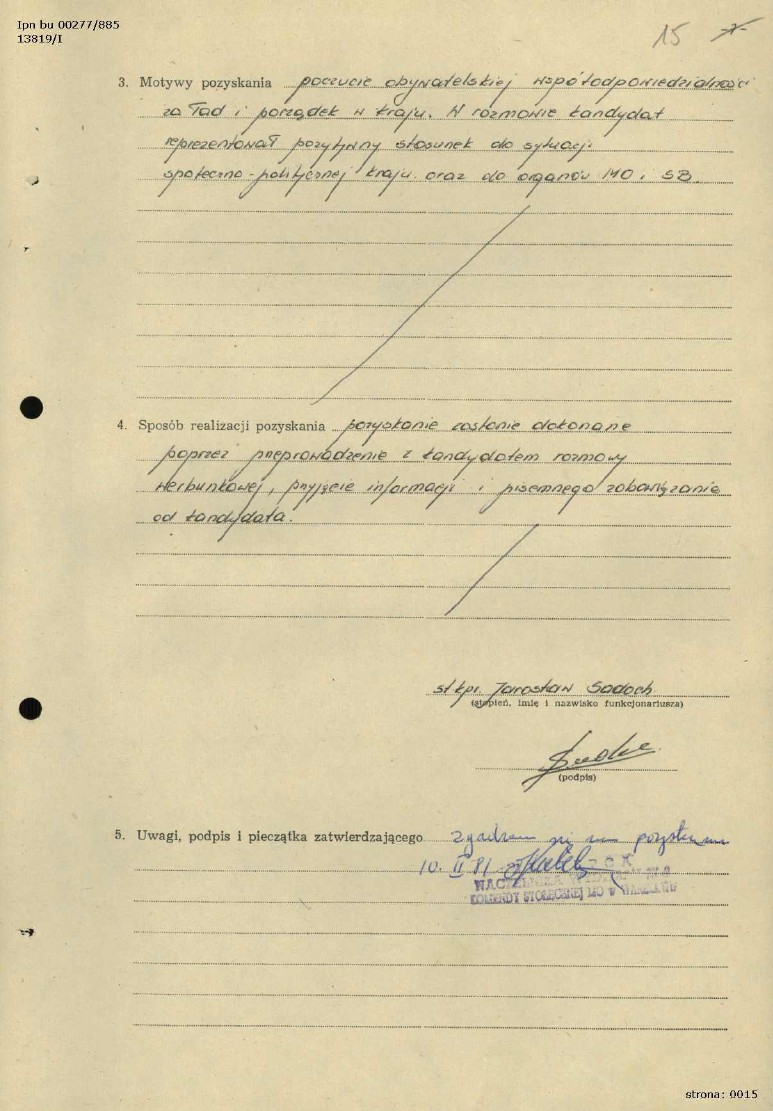 Ipn bu 00277/885
13819/I
15
3. Motywy pozyskania poczucie obywatelskiej współodpowiedzialności
za ład i porządek w kraju. W rozmowie kandydat
reprezentował pozytywny stosunek do sytuacji
społeczno-politycznej kraju oraz do organów MO i SB.
4. Sposób realizacji pozyskania pozyskanie zostanie dokonane
poprzez przeprowadzenie z kandydatem rozmowy
werbunkowej, przyjęcie informacji i pisemnego zobowiązania
od kandydata.
st kpr. Jarosław Sadoch
(stopień, imię i nazwisko funkcjonariusza)
(podpis)
5. Uwagi, podpis i pieczątka zatwierdzającego Zgadzam się na pozyskanie
10. II 81
NACZELNIKA
KOMENDY STOŁECZNEJ MO w WARSZAWIE
strona: 0015